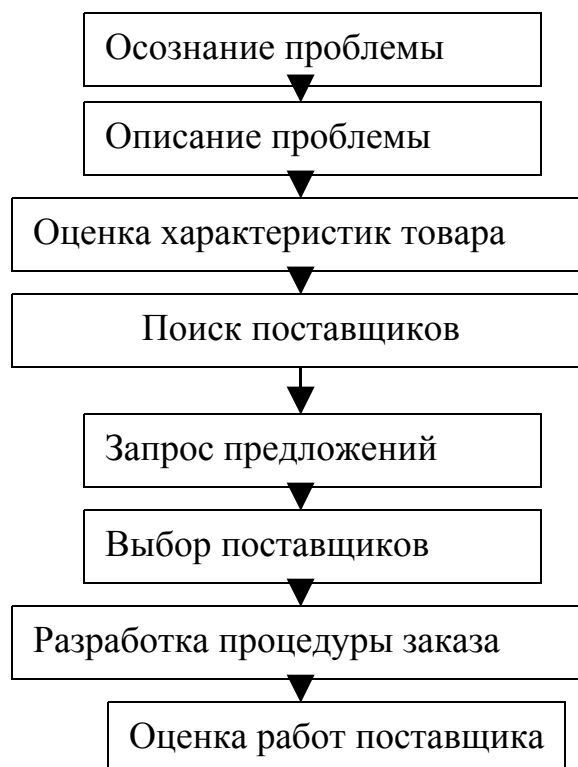 Осознание проблемы
Описание проблемы
Оценка характеристик товара
Поиск поставщиков
Запрос предложений
Выбор поставщиков
Разработка процедуры заказа
Оценка работ поставщика